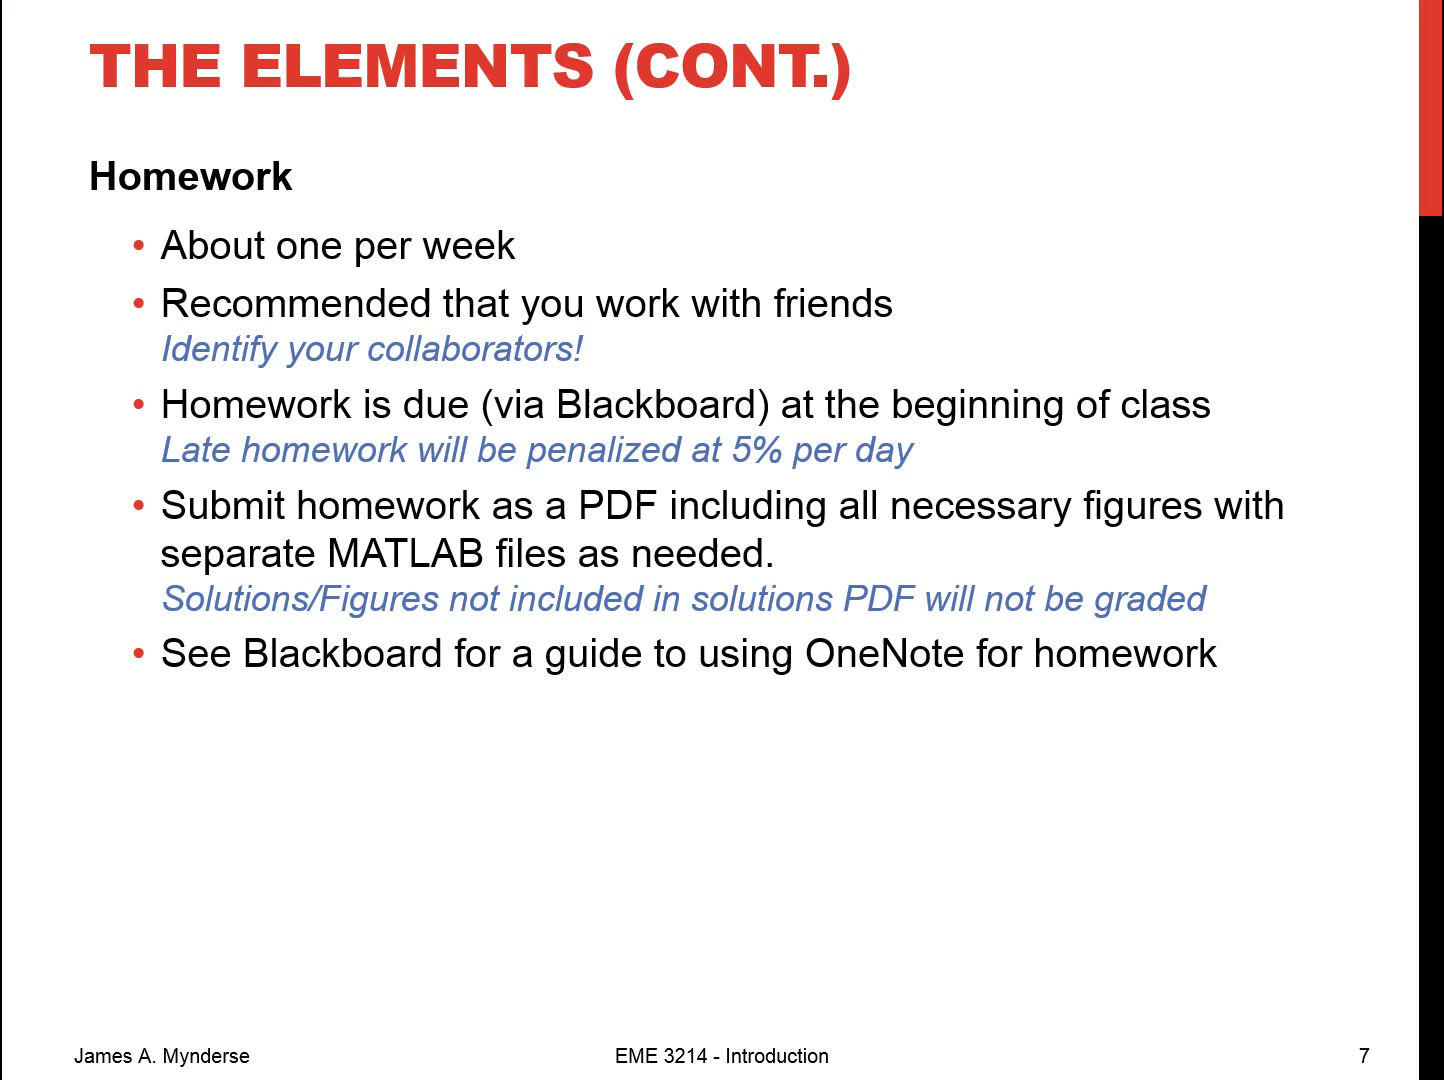 THE ELEMENTS (CONT.)
Homework
• About one per week
• Recommended that you work with friends
Identify your collaborators!
• Homework is due (via Blackboard) at the beginning of class
Late homework will be penalized at 5% per day
• Submit homework as a PDF including all necessary figures with
separate MATLAB files as needed.
Solutions/Figures not included in solutions PDF will not be graded
• See Blackboard for a guide to using OneNote for homework
James A. Mynderse
EME 3214 - Introduction
7